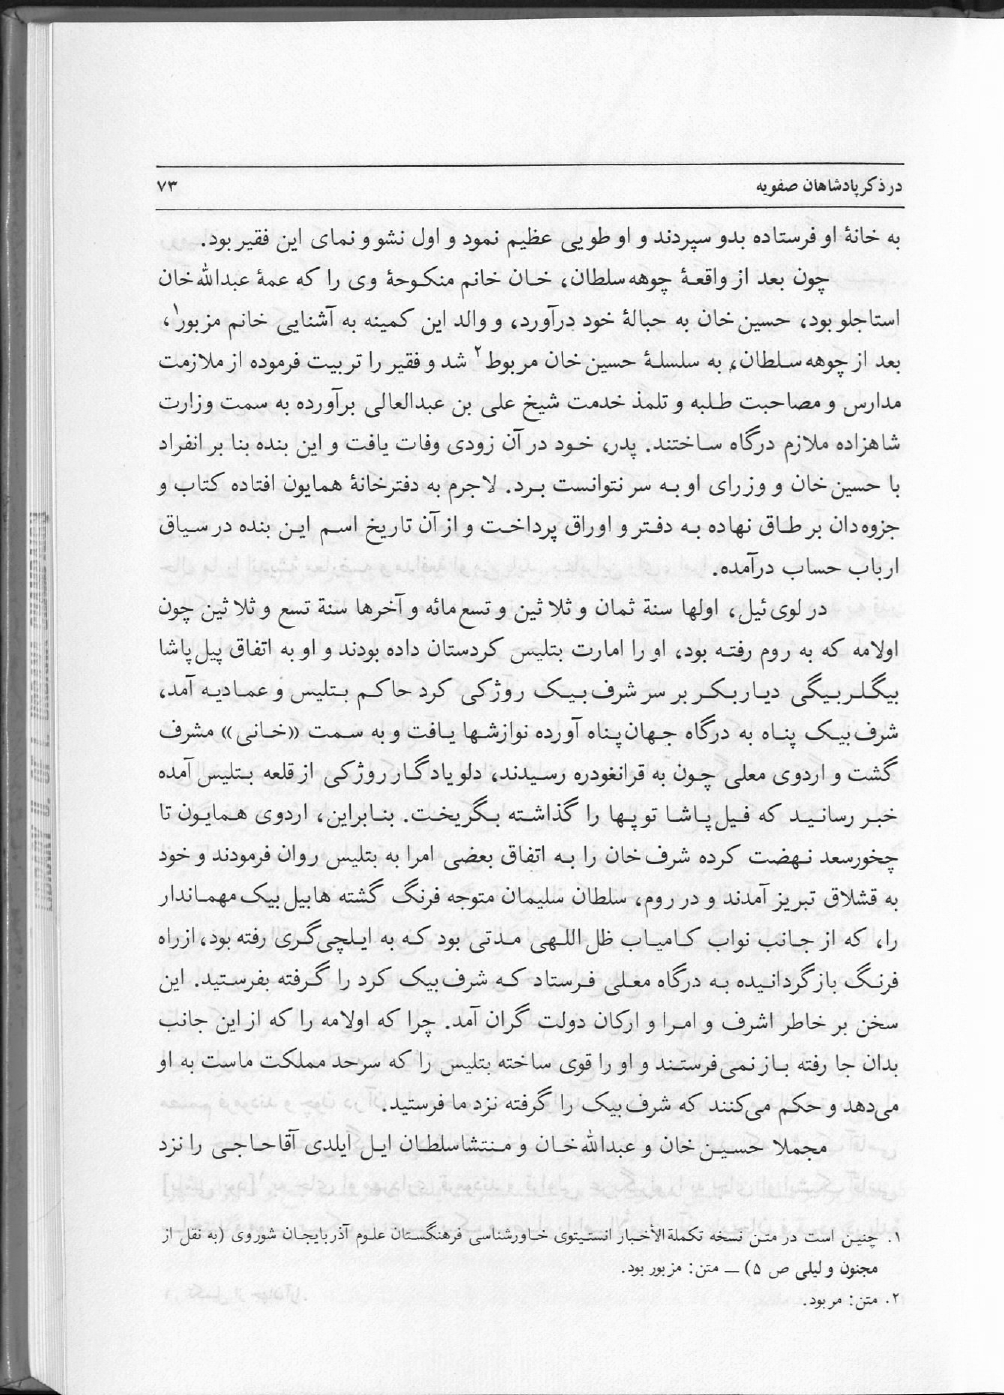 در ذکر پادشاهان صفویه
۷۳
به خانهٔ او فرستاده بدو سپردند و او طویی عظیم نمود و اول نشو و نمای این فقیر بود.
چون بعد از واقعهٔ چوهه سلطان، خان خانم منکوحهٔ وی را که عمهٔ عبدالله خان
استاجلو بود، حسین خان به حبالهٔ خود درآورد، و والد این کمینه به آشنایی خانم مزبور۱،
بعد از چوهه سلطان، به سلسلهٔ حسین خان مربوط۲ شد و فقیر را تربیت فرموده از ملازمت
مدارس و مصاحبت طلبه و تلمذ خدمت شیخ علی بن عبدالعالی برآورده به سمت وزارت
شاهزاده ملازم درگاه ساختند. پدر، خود در آن زودی وفات یافت و این بنده بنا بر انفراد
با حسین خان و وزرای او به سر نتوانست برد. لاجرم به دفترخانهٔ همایون افتاده کتاب و
جزوه دان بر طاق نهاده به دفتر و اوراق پرداخت و از آن تاریخ اسم این بنده در سیاق
ارباب حساب درآمده.
در لوی ئیل، اولها سنة ثمان و ثلاثین و تسع مائه و آخرها سنة تسع و ثلاثین چون
اولامه که به روم رفته بود، او را امارت بتلیس کردستان داده بودند و او به اتفاق پیل پاشا
بیگلربیگی دیاربکر بر سر شرف بیک روژکی کرد حاکم بتلیس و عمادیه آمد،
شرف بیک پناه به درگاه جهان پناه آورده نوازشها یافت و به سمت «خانی» مشرف
گشت و اردوی معلی چون به قرانغودره رسیدند، دلو یادگار روژکی از قلعه بتلیس آمده
خبر رسانید که فیل پاشا توپها را گذاشته بگریخت. بنابراین، اردوی همایون تا
چخورسعد نهضت کرده شرف خان را به اتفاق بعضی امرا به بتلیس روان فرمودند و خود
به قشلاق تبریز آمدند و در روم، سلطان سلیمان متوجه فرنگ گشته هابیل بیک مهماندار
را، که از جانب نواب کامیاب ظل اللهی مدتی بود که به ایلچی گری رفته بود، از راه
فرنگ بازگردانیده به درگاه معلی فرستاد که شرف بیک کرد را گرفته بفرستید. این
سخن بر خاطر اشرف و امرا و ارکان دولت گران آمد. چرا که اولامه را که از این جانب
بدان جا رفته باز نمی فرستند و او را قوی ساخته بتلیس را که سرحد مملکت ماست به او
می دهد و حکم می کنند که شرف بیک را گرفته نزد ما فرستید.
مجملا حسین خان و عبدالله خان و منتشا سلطان ایل ایلدی آقا حاجی را نزد
۱. چنین است در متن نسخه تکملة الأخبار انستیتوی خاورشناسی فرهنگستان علوم آذربایجان شوروی (به نقل از
مجنون و لیلی ص ۵) ـــ متن: مزبور بود.
۲. متن: مربود.